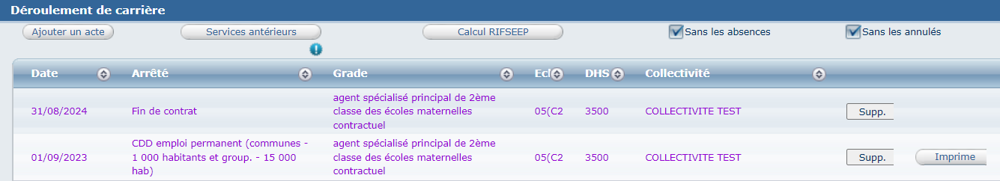 Déroulement de carrière
Ajouter un acte
Services antérieurs
Calcul RIFSEEP
Sans les absences
Sans les annulés
Date
Arrêté
Grade
Ecl
DHS
Collectivité
31/08/2024
Fin de contrat
agent spécialisé principal de 2ème
classe des écoles maternelles
contractuel
05(C2
3500
COLLECTIVITE TEST
Supp.
01/09/2023
CDD emploi permanent (communes -
1 000 habitants et group. - 15 000
hab)
agent spécialisé principal de 2ème
classe des écoles maternelles
contractuel
05(C2
3500
COLLECTIVITE TEST
Supp.
Imprime